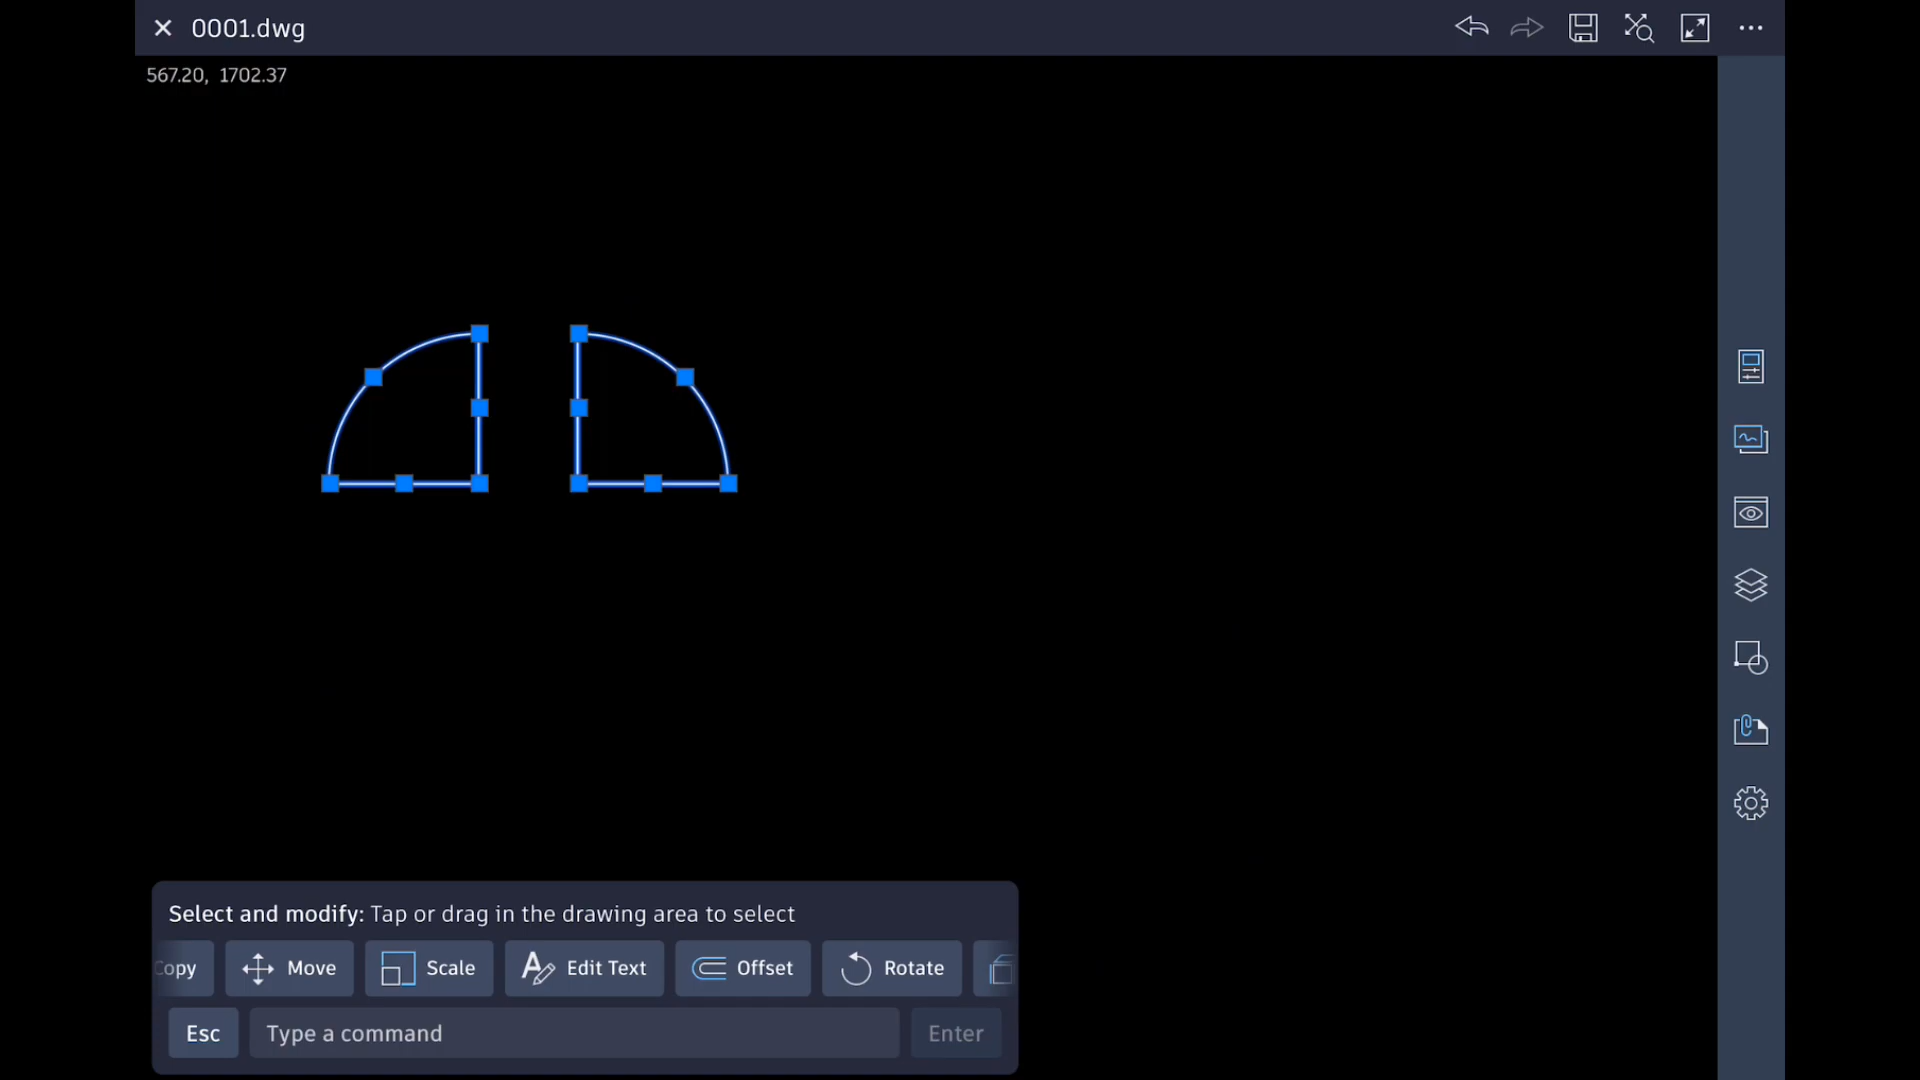 0001.dwg
567.20, 1702.37
Select and modify: Tap or drag in the drawing area to select
Copy Move Scale Edit Text Offset Rotate
Esc Type a command Enter